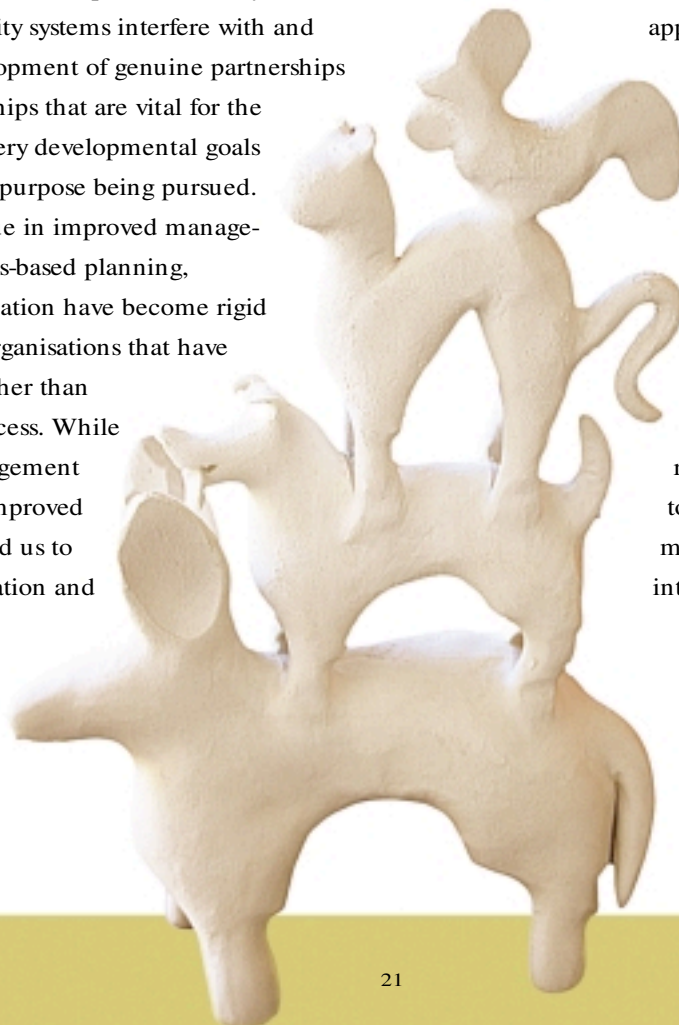 ity systems interfere with and
opment of genuine partnerships
hips that are vital for the
ery developmental goals
purpose being pursued.
e in improved manage-
s-based planning,
ation have become rigid
rganisations that have
her than
cess. While
gement
nproved
d us to
ation and
app
to
m
int
21